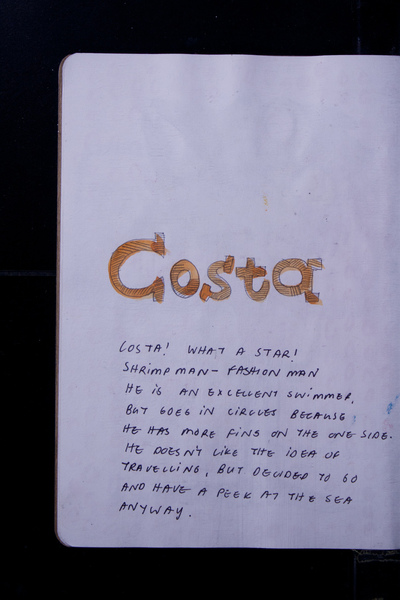 Costa
COSTA! WHAT A STAR!
SHRIMP MAN - FASHION MAN
HE IS AN EXCELLENT SWIMMER,
BUT GOES IN CIRCLES BECAUSE
HE HAS MORE FINS ON THE ONE SIDE.
HE DOESN'T LIKE THE IDEA OF
TRAVELLING, BUT DECIDED TO GO
AND HAVE A PEEK AT THE SEA
ANYWAY.